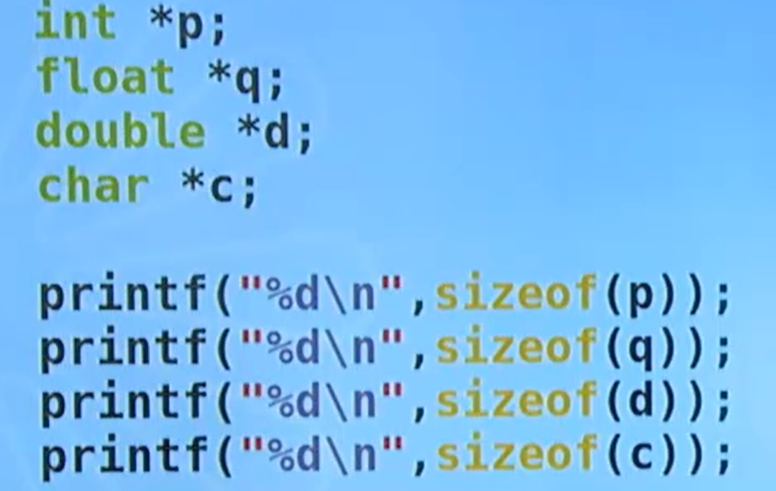 int *p;
float *q;
double *d;
char *c;
printf("%d\n",sizeof(p));
printf("%d\n",sizeof(q));
printf("%d\n",sizeof(d));
printf("%d\n",sizeof(c));